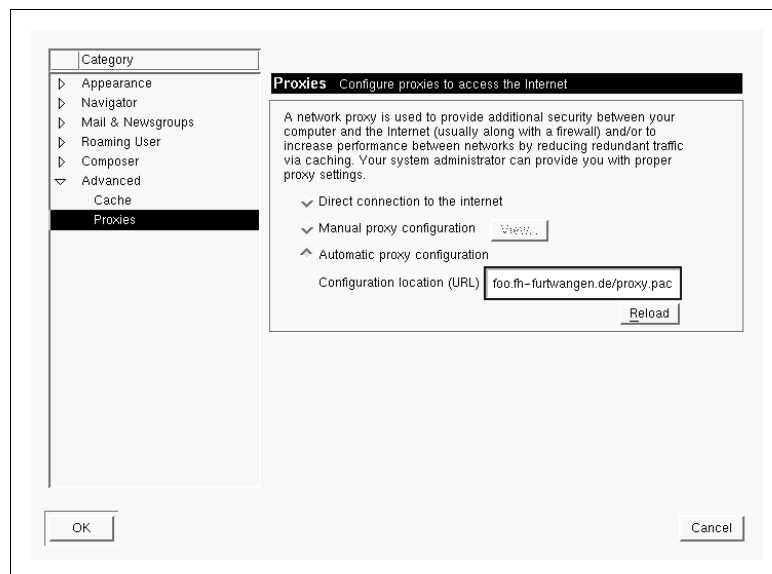 Category
Appearance
Navigator
Mail & Newsgroups
Roaming User
Composer
Advanced
Cache
Proxies
Proxies Configure proxies to access the Internet
A network proxy is used to provide additional security between your
computer and the Internet (usually along with a firewall) and/or to
increase performance between networks by reducing redundant traffic
via caching. Your system administrator can provide you with proper
proxy settings.
Direct connection to the internet
Manual proxy configuration View..
Automatic proxy configuration
Configuration location (URL) foo.fh-furtwangen.de/proxy.pac
Reload
OK Cancel